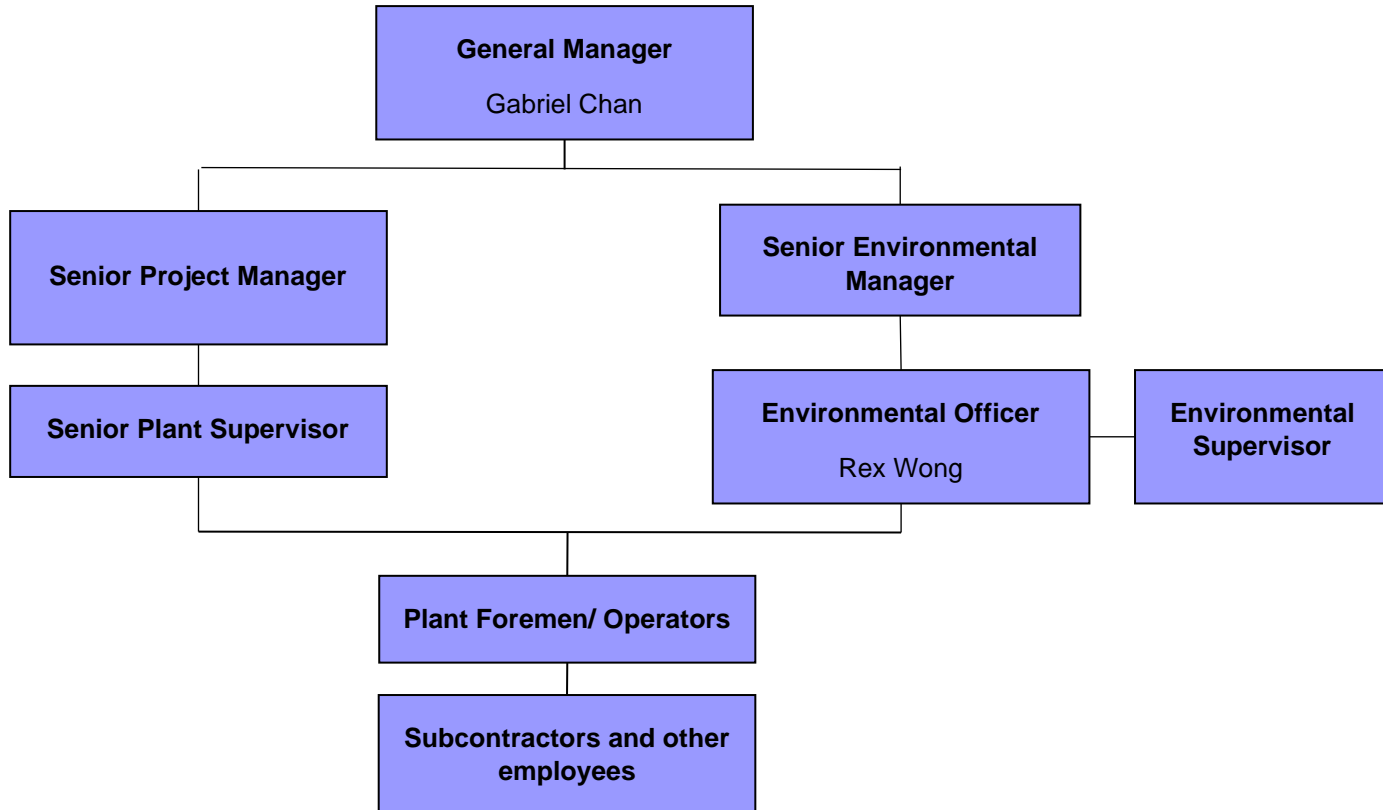 General Manager
Gabriel Chan
Senior Project Manager
Senior Environmental
Manager
Senior Plant Supervisor
Environmental Officer
Rex Wong
Environmental
Supervisor
Plant Foremen/ Operators
Subcontractors and other
employees